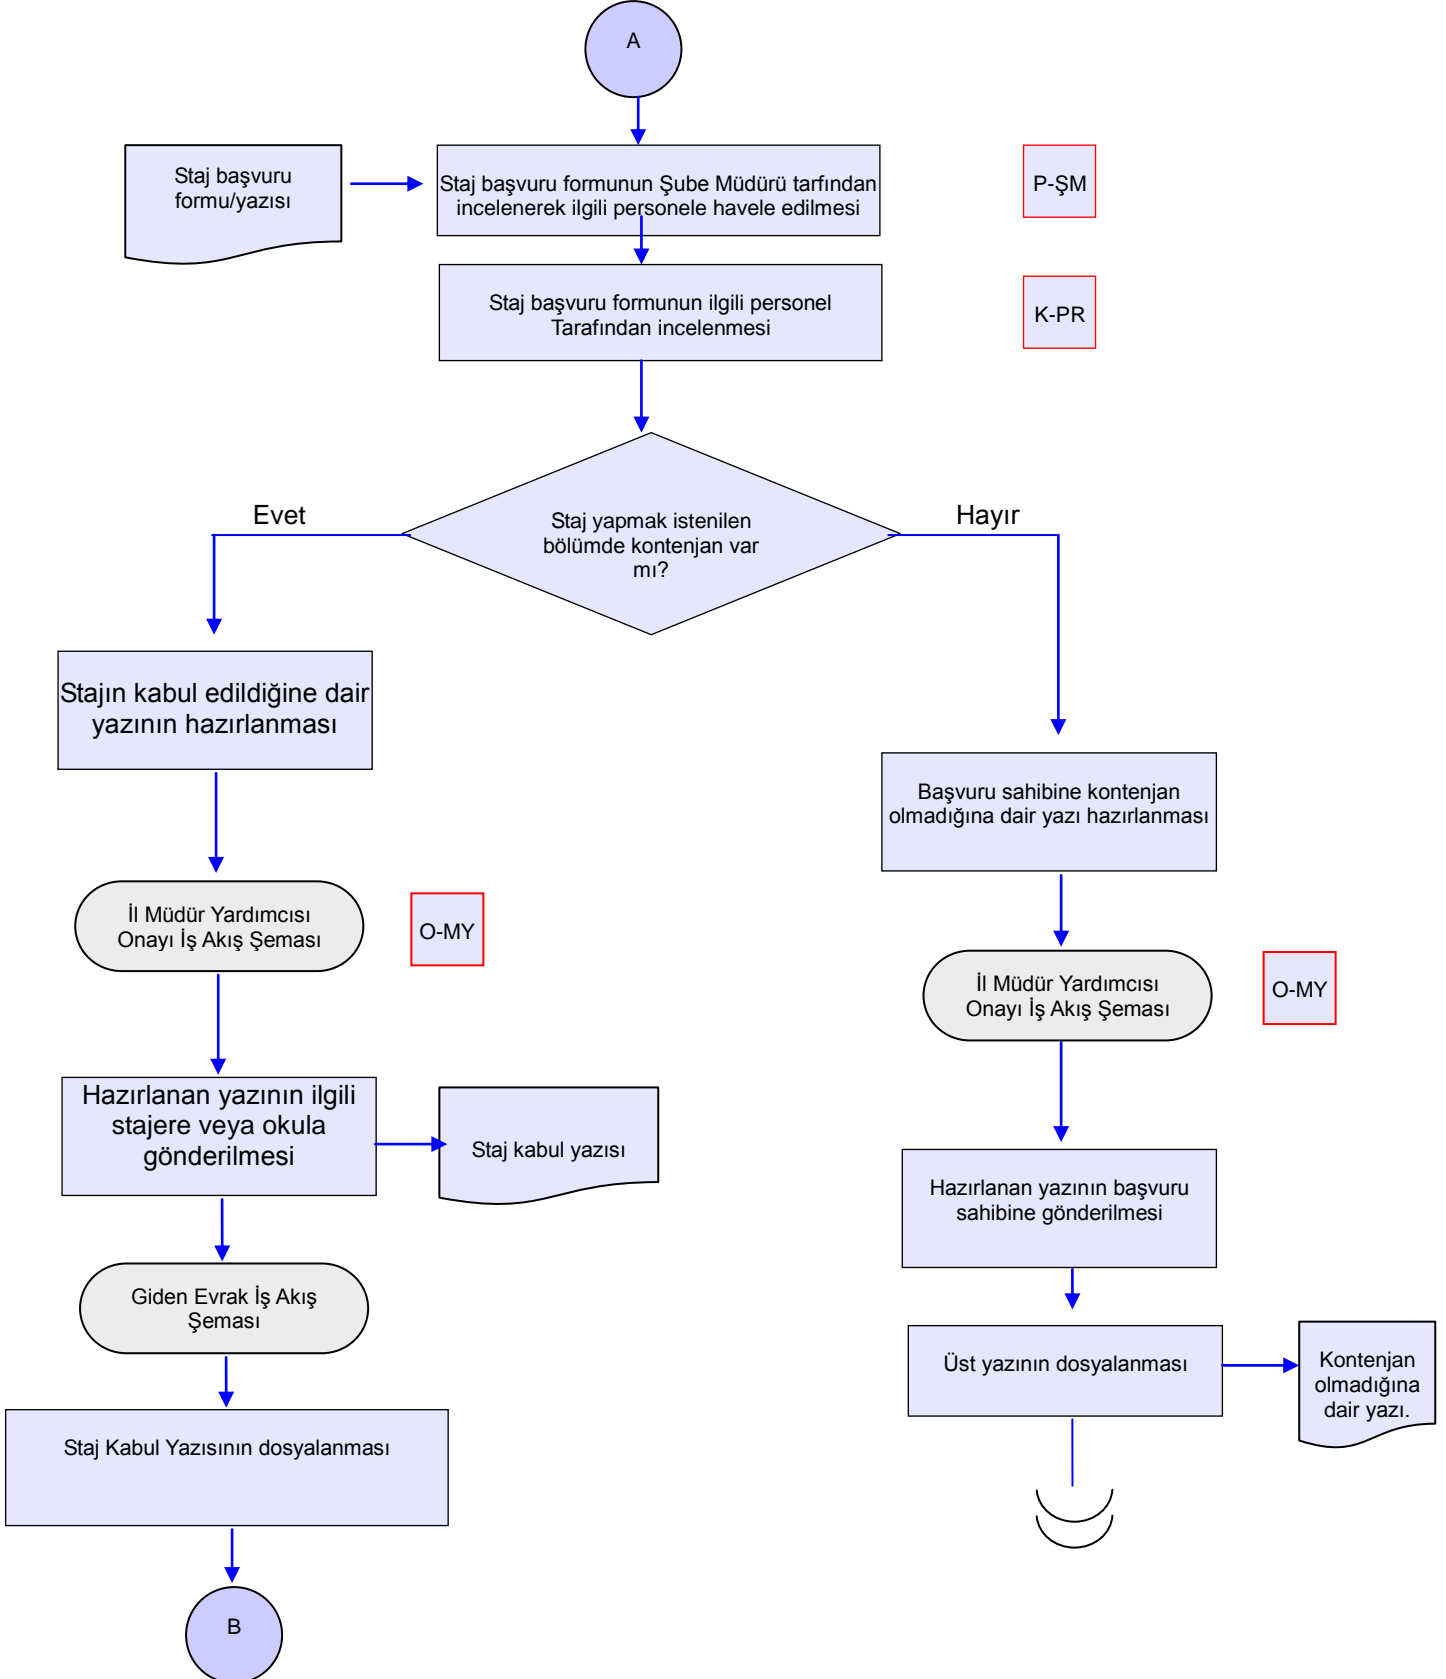 A
Staj başvuru
formu/yazısı
Staj başvuru formunun Şube Müdürü tarfından
incelenerek ilgili personele havele edilmesi
P-ŞM
Staj başvuru formunun ilgili personel
Tarafından incelenmesi
K-PR
Evet
Staj yapmak istenilen
bölümde kontenjan var
mı?
Hayır
Stajın kabul edildiğine dair
yazının hazırlanması
Başvuru sahibine kontenjan
olmadığına dair yazı hazırlanması
İl Müdür Yardımcısı
Onayı İş Akış Şeması
O-MY
İl Müdür Yardımcısı
Onayı İş Akış Şeması
O-MY
Hazırlanan yazının ilgili
stajere veya okula
gönderilmesi
Staj kabul yazısı
Hazırlanan yazının başvuru
sahibine gönderilmesi
Giden Evrak İş Akış
Şeması
Üst yazının dosyalanması
Kontenjan
olmadığına
dair yazı.
Staj Kabul Yazısının dosyalanması
B